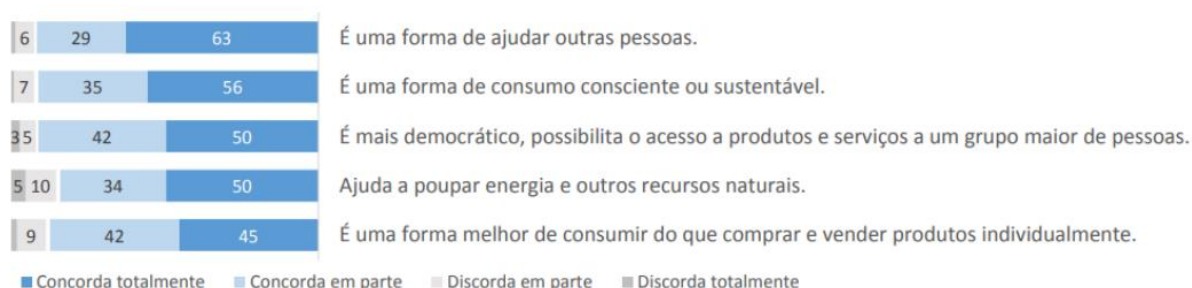 6 29 63 É uma forma de ajudar outras pessoas.
7 35 56 É uma forma de consumo consciente ou sustentável.
3 5 42 50 É mais democrático, possibilita o acesso a produtos e serviços a um grupo maior de pessoas.
5 10 34 50 Ajuda a poupar energia e outros recursos naturais.
9 42 45 É uma forma melhor de consumir do que comprar e vender produtos individualmente.
Concorda totalmente Concorda em parte Discorda em parte Discorda totalmente